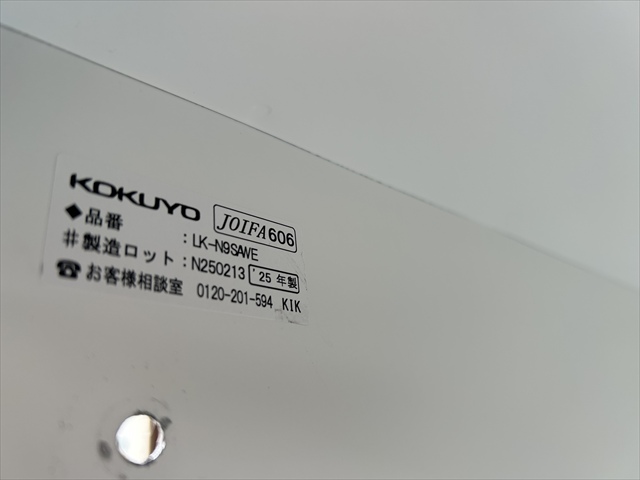 KOKUYO JOIFA606
◆品番 : LK-N9SAWE
#製造ロット : N250213 '25年製
☎お客様相談室 0120-201-594 KIK